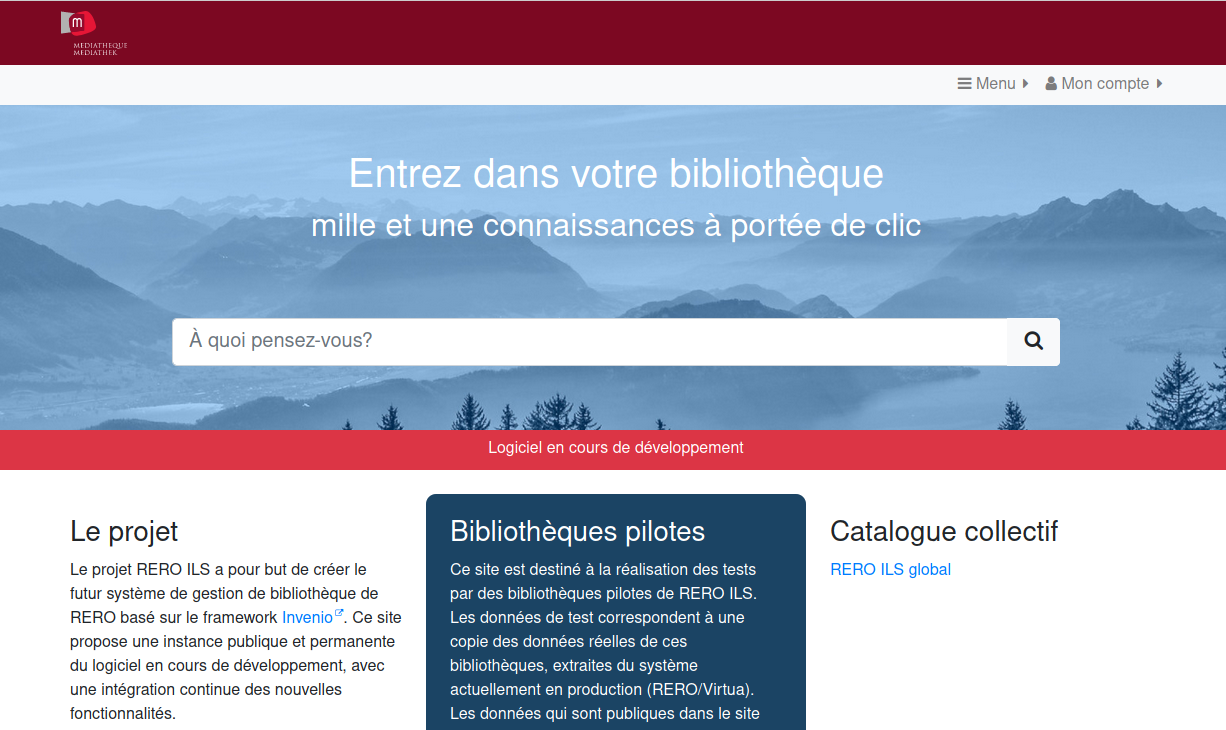 m
MEDIATHEQUE
MEDIATHEK
Menu
Mon compte
Entrez dans votre bibliothèque
mille et une connaissances à portée de clic
À quoi pensez-vous?
Logiciel en cours de développement
Le projet
Le projet RERO ILS a pour but de créer le
futur système de gestion de bibliothèque de
RERO basé sur le framework Invenio. Ce site
propose une instance publique et permanente
du logiciel en cours de développement, avec
une intégration continue des nouvelles
fonctionnalités.
Bibliothèques pilotes
Ce site est destiné à la réalisation des tests
par des bibliothèques pilotes de RERO ILS.
Les données de test correspondent à une
copie des données réelles de ces
bibliothèques, extraites du système
actuellement en production (RERO/Virtua).
Les données qui sont publiques dans le site
Catalogue collectif
RERO ILS global